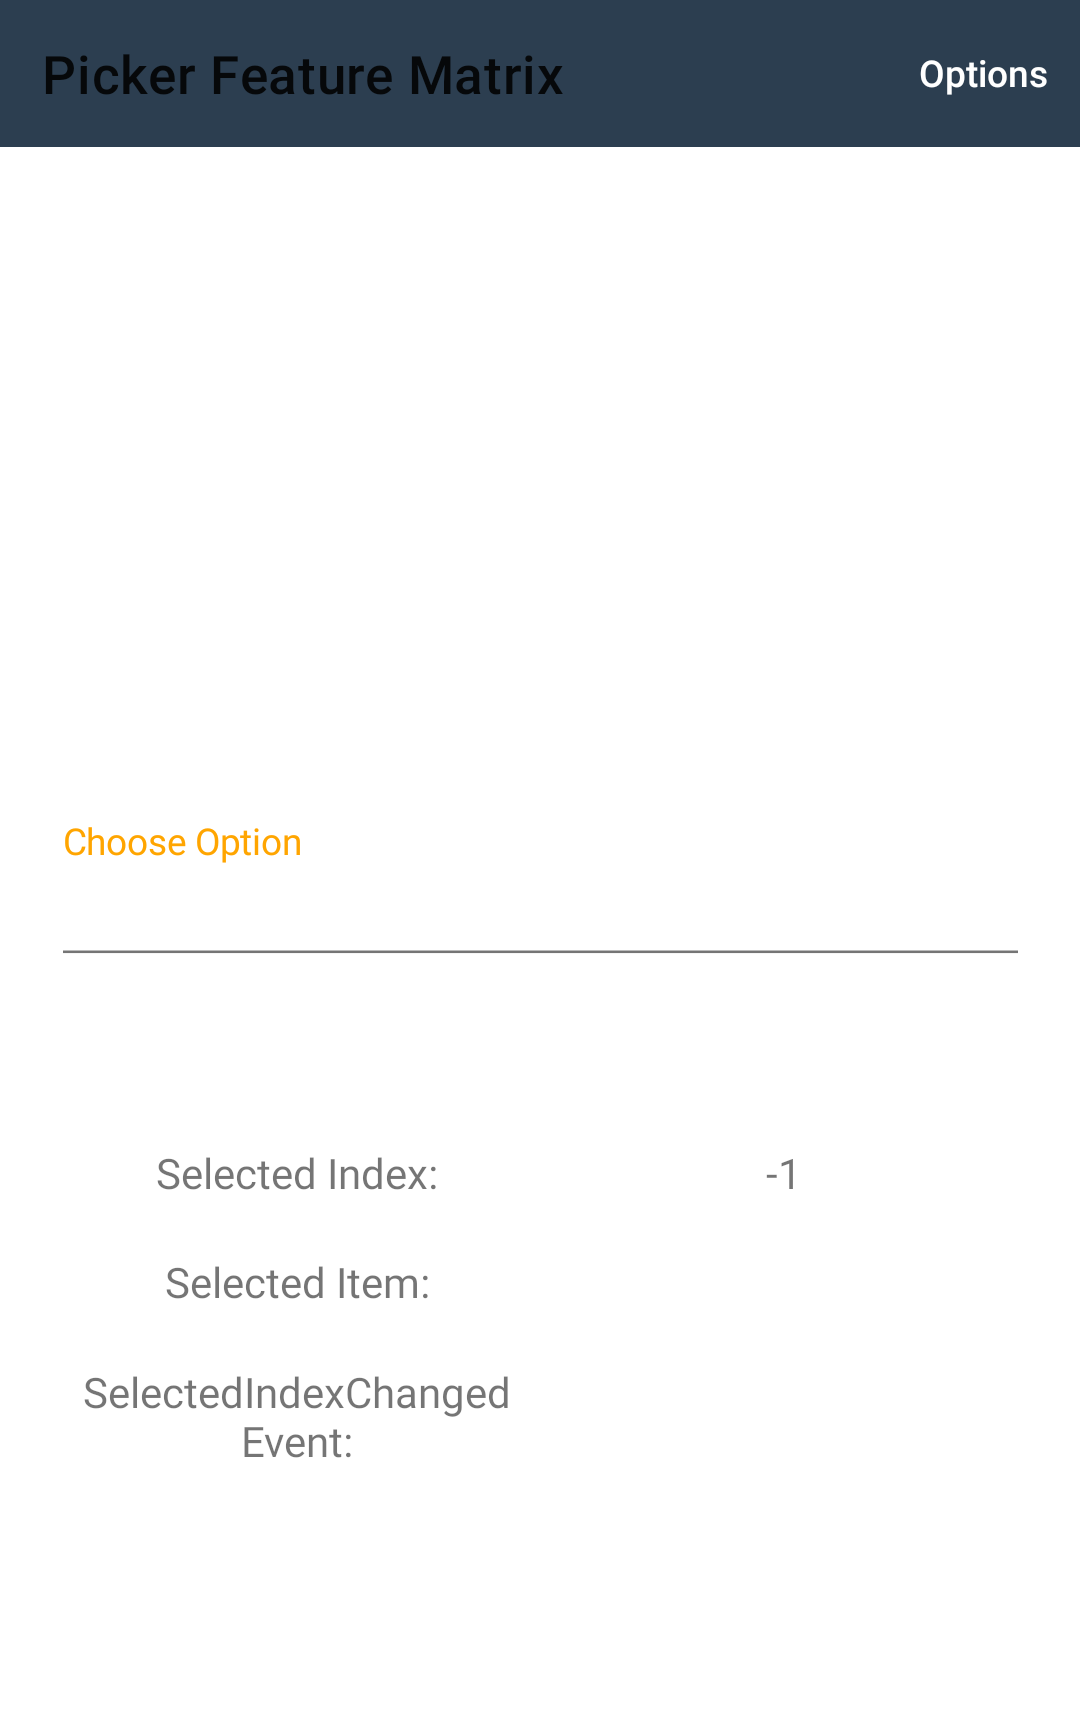 Picker Feature Matrix Options
Choose Option
Selected Index: -1
Selected Item:
SelectedIndexChanged
Event: